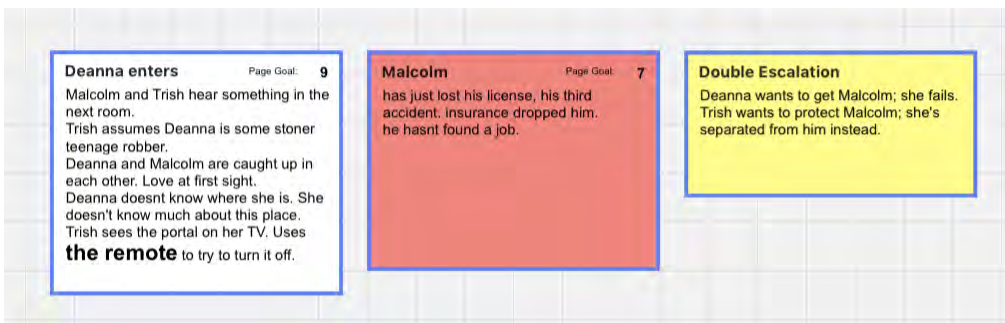 Deanna enters Page Goal: 9
Malcolm and Trish hear something in the
next room.
Trish assumes Deanna is some stoner
teenage robber.
Deanna and Malcolm are caught up in
each other. Love at first sight.
Deanna doesnt know where she is. She
doesn't know much about this place.
Trish sees the portal on her TV. Uses
the remote to try to turn it off.
Malcolm Page Goal: 7
has just lost his license, his third
accident. insurance dropped him.
he hasnt found a job.
Double Escalation
Deanna wants to get Malcolm; she fails.
Trish wants to protect Malcolm; she's
separated from him instead.